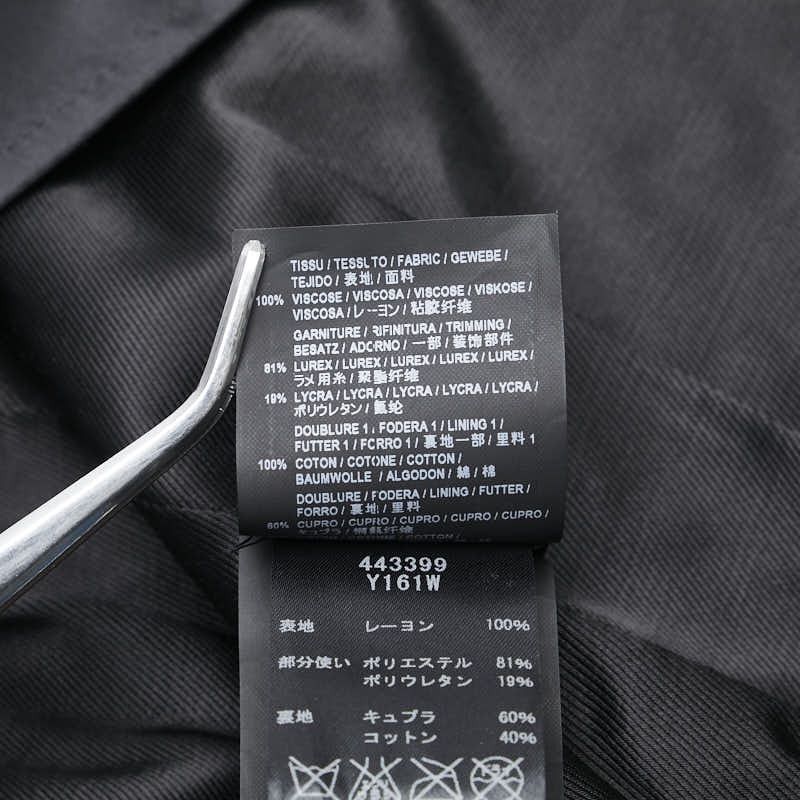 TISSU / TESSUTO / FABRIC / GEWEBE /
TEJIDO / 表地 / 面料
100% VISCOSE / VISCOSA / VISCOSE / VISKOSE /
VISCOSA / レーヨン / 粘胶纤维
GARNITURE / RIFINITURA / TRIMMING /
BESATZ / ADORNO / 一部 / 装饰部件
81% LUREX / LUREX / LUREX / LUREX / LUREX /
ラメ用糸 / 聚酯纤维
19% LYCRA / LYCRA / LYCRA / LYCRA / LYCRA /
ポリウレタン / 氨纶
DOUBLURE 1 / FODERA 1 / LINING 1 /
FUTTER 1 / FORRO 1 / 裏地一部 / 里料 1
100% COTON / COTONE / COTTON /
BAUMWOLLE / ALGODON / 綿 / 棉
DOUBLURE / FODERA / LINING / FUTTER /
FORRO / 裏地 / 里料
60% CUPRO / CUPRO / CUPRO / CUPRO / CUPRO /
キュプラ /
443399
Y161W
表地 レーヨン 100%
部分使い ポリエステル 81%
ポリウレタン 19%
裏地 キュプラ 60%
コットン 40%